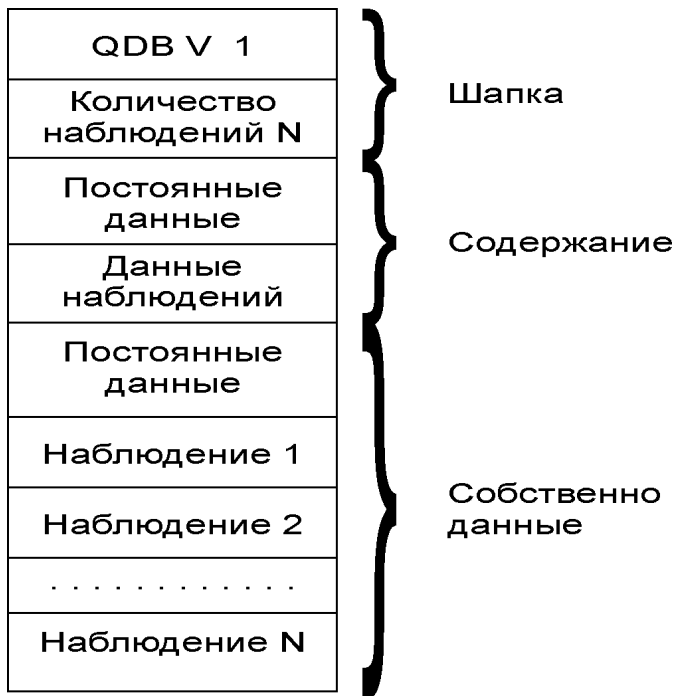 QDB V 1
Количество
наблюдений N
Шапка
Постоянные
данные
Данные
наблюдений
Содержание
Постоянные
данные
Наблюдение 1
Наблюдение 2
. . . . . . . . . . . .
Наблюдение N
Собственно
данные